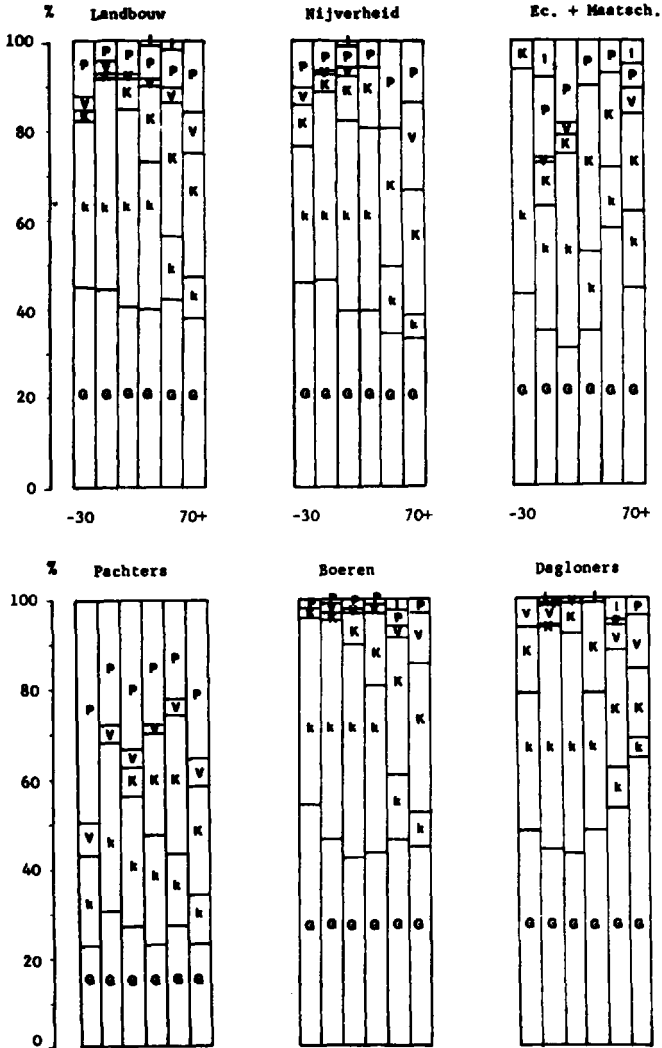 % Landbouw Nijverheid Ec. + Maatsch.
100 K I I
P P P P P P P P P P P P P P P P
V V K P V K K V
80 K K V K
K V K
k k k k K K k k k K K K k K
60 k k
k k k k k k
40 k
20 G G G G G G G G G G G G G G G G G G
0
-30 70+ -30 70+ -30 70+
% Pachters Boeren Dagloners
100 P P P P P V V K I P
P P P K V V K K V V
80 P P V K K K
P V V K k k k k K k k k k K K
60 V K K K V k k
V k k k K k
40 k k k
G G G G G G G G G G G G
20 G G G G G G
0